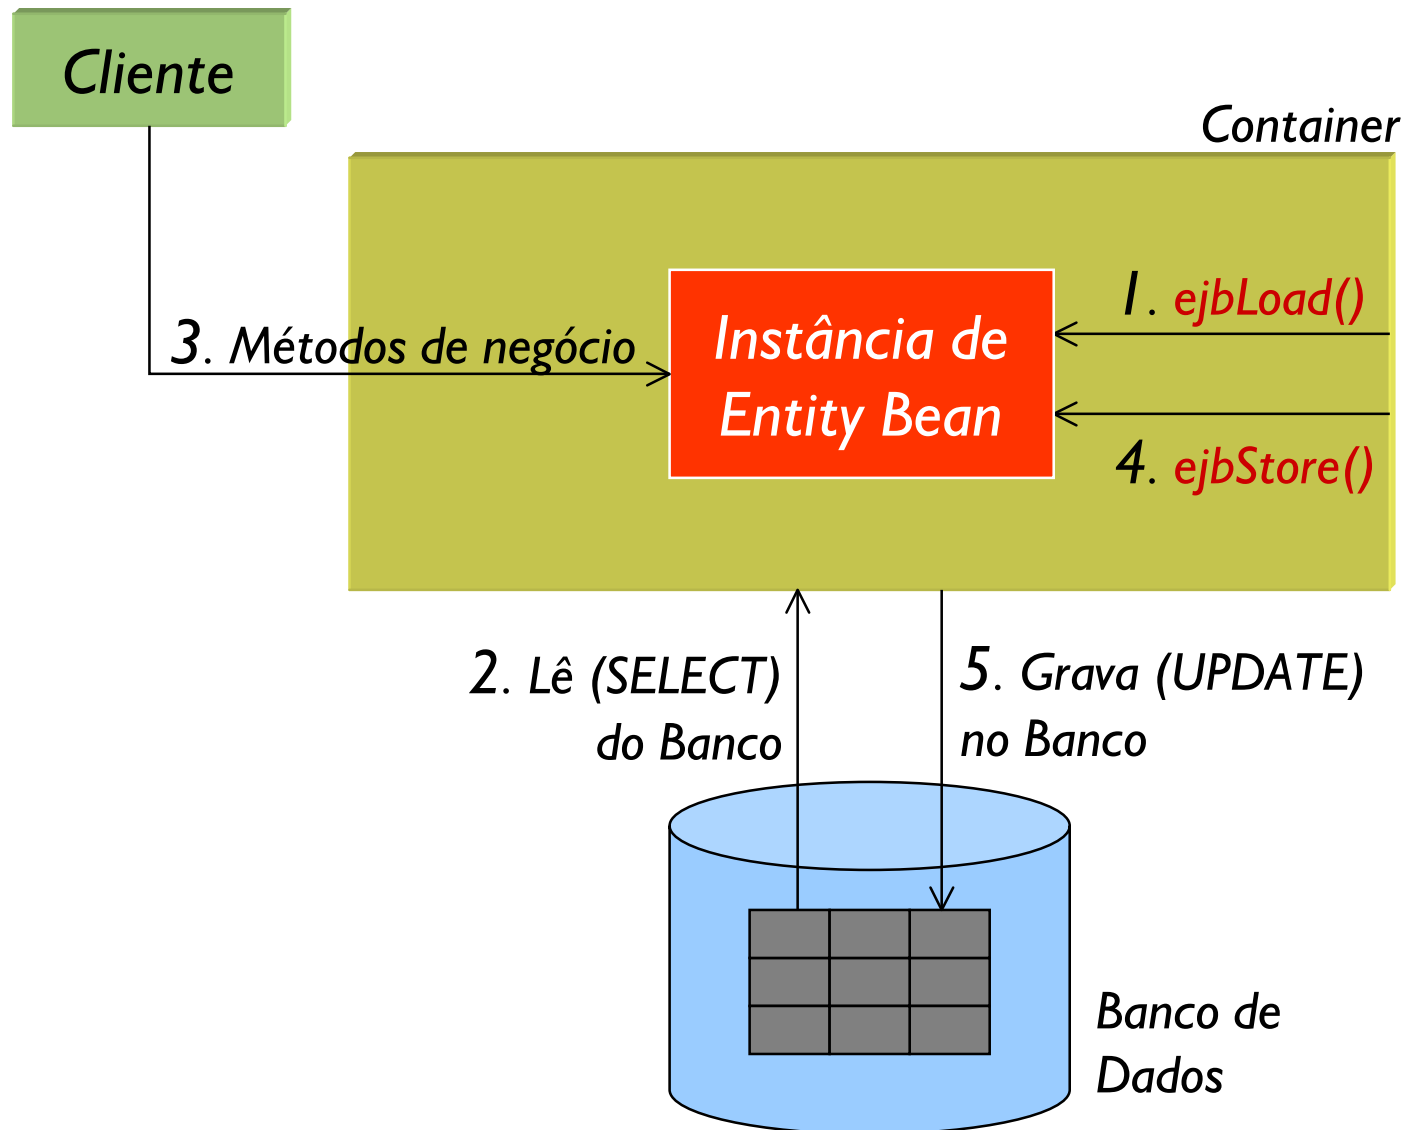 Cliente
Container
1. ejbLoad()
3. Métodos de negócio
Instância de
Entity Bean
4. ejbStore()
2. Lê (SELECT)
do Banco
5. Grava (UPDATE)
no Banco
Banco de
Dados